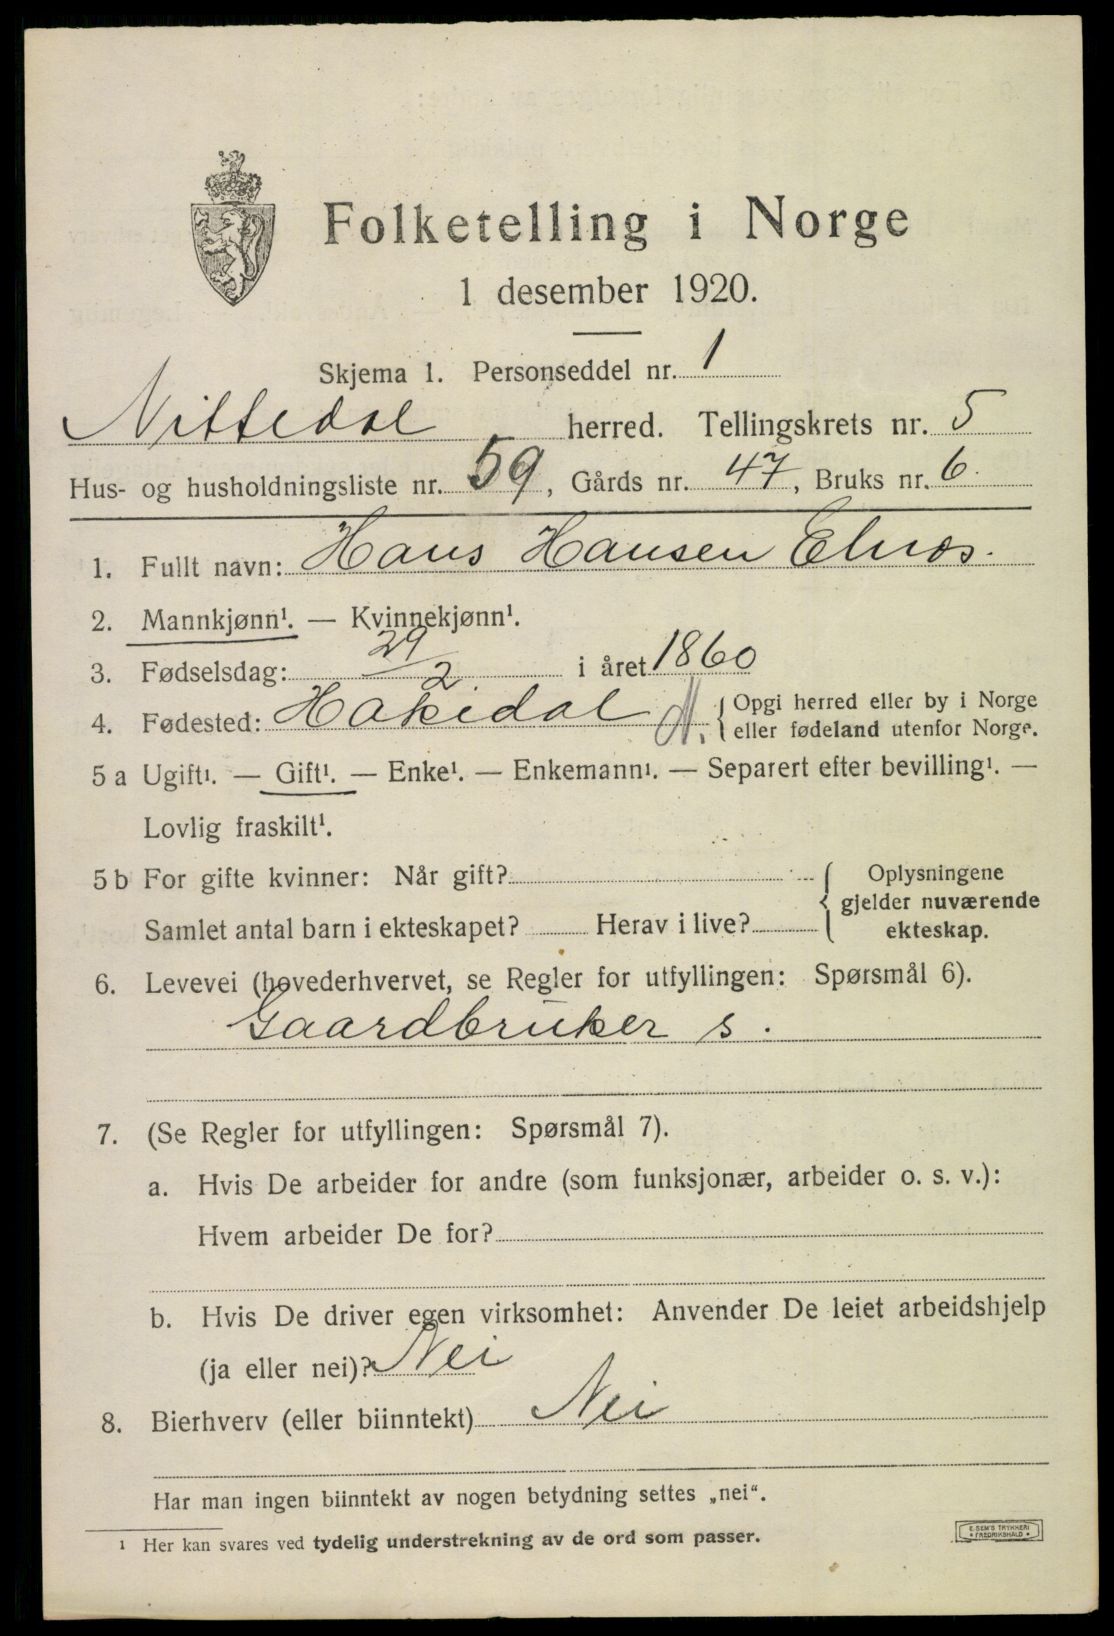 Folketelling i Norge
1 desember 1920.
Skjema 1. Personseddel nr. 1
Nittedal herred. Tellingskrets nr. 5
Hus- og husholdningsliste nr. 59, Gårds nr. 47, Bruks nr. 6.
1. Fullt navn: Hans Hansen Elnæs.
2. Mannkjønn¹. — Kvinnekjønn¹.
3. Fødselsdag: 29/2 i året 1860
4. Fødested: Hakedal N. { Opgi herred eller by i Norge
eller fødeland utenfor Norge.
5 a Ugift¹. — Gift¹. — Enke¹. — Enkemann¹. — Separert efter bevilling¹. —
Lovlig fraskilt¹.
5 b For gifte kvinner: Når gift?
Samlet antal barn i ekteskapet? Herav i live?
{ Oplysningene
gjelder nuværende
ekteskap.
6. Levevei (hovederhvervet, se Regler for utfyllingen: Spørsmål 6).
Gaardbruker s.
7. (Se Regler for utfyllingen: Spørsmål 7).
a. Hvis De arbeider for andre (som funksjonær, arbeider o. s. v.):
Hvem arbeider De for?
b. Hvis De driver egen virksomhet: Anvender De leiet arbeidshjelp
(ja eller nei)? Nei
8. Bierhverv (eller biinntekt) Nei
Har man ingen biinntekt av nogen betydning settes „nei“.
¹ Her kan svares ved tydelig understrekning av de ord som passer.
E. SEM'S TRYKKERI
* FREDRIKSHALD *